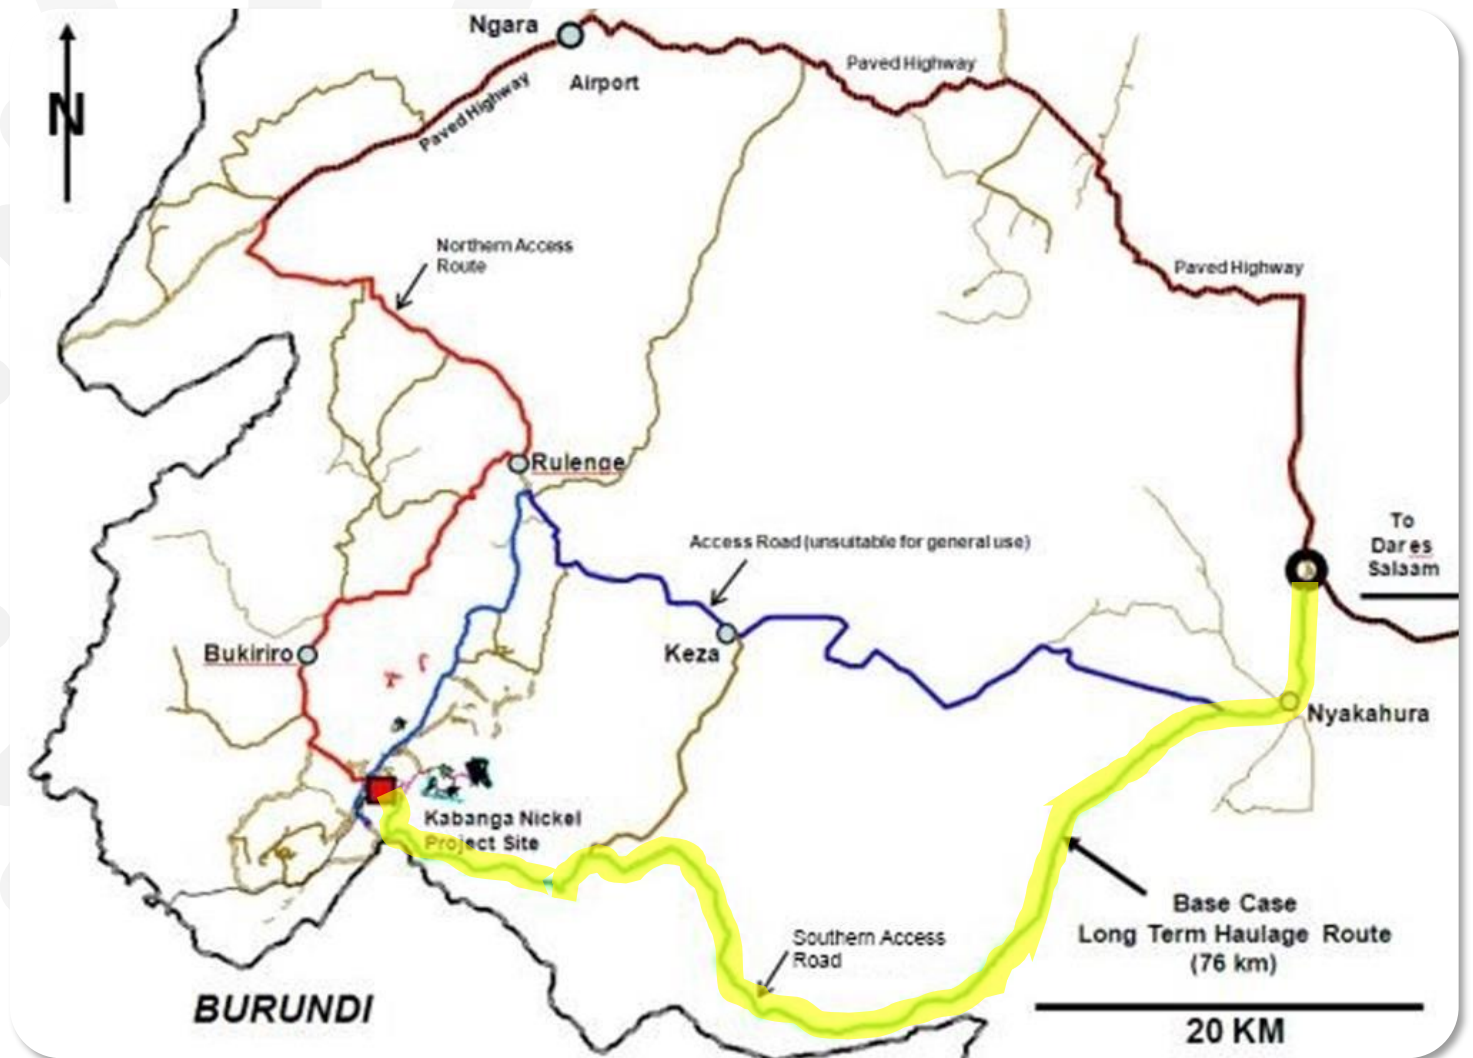 Ngara
Airport
Paved Highway
Paved Highway
N
Northern Access
Route
Paved Highway
Rulenge
To
Dar es
Salaam
Access Road (unsuitable for general use)
Bukiriro
Keza
Nyakahura
Kabanga Nickel
Project Site
Base Case
Long Term Haulage Route
(76 km)
Southern Access
Road
BURUNDI
20 KM